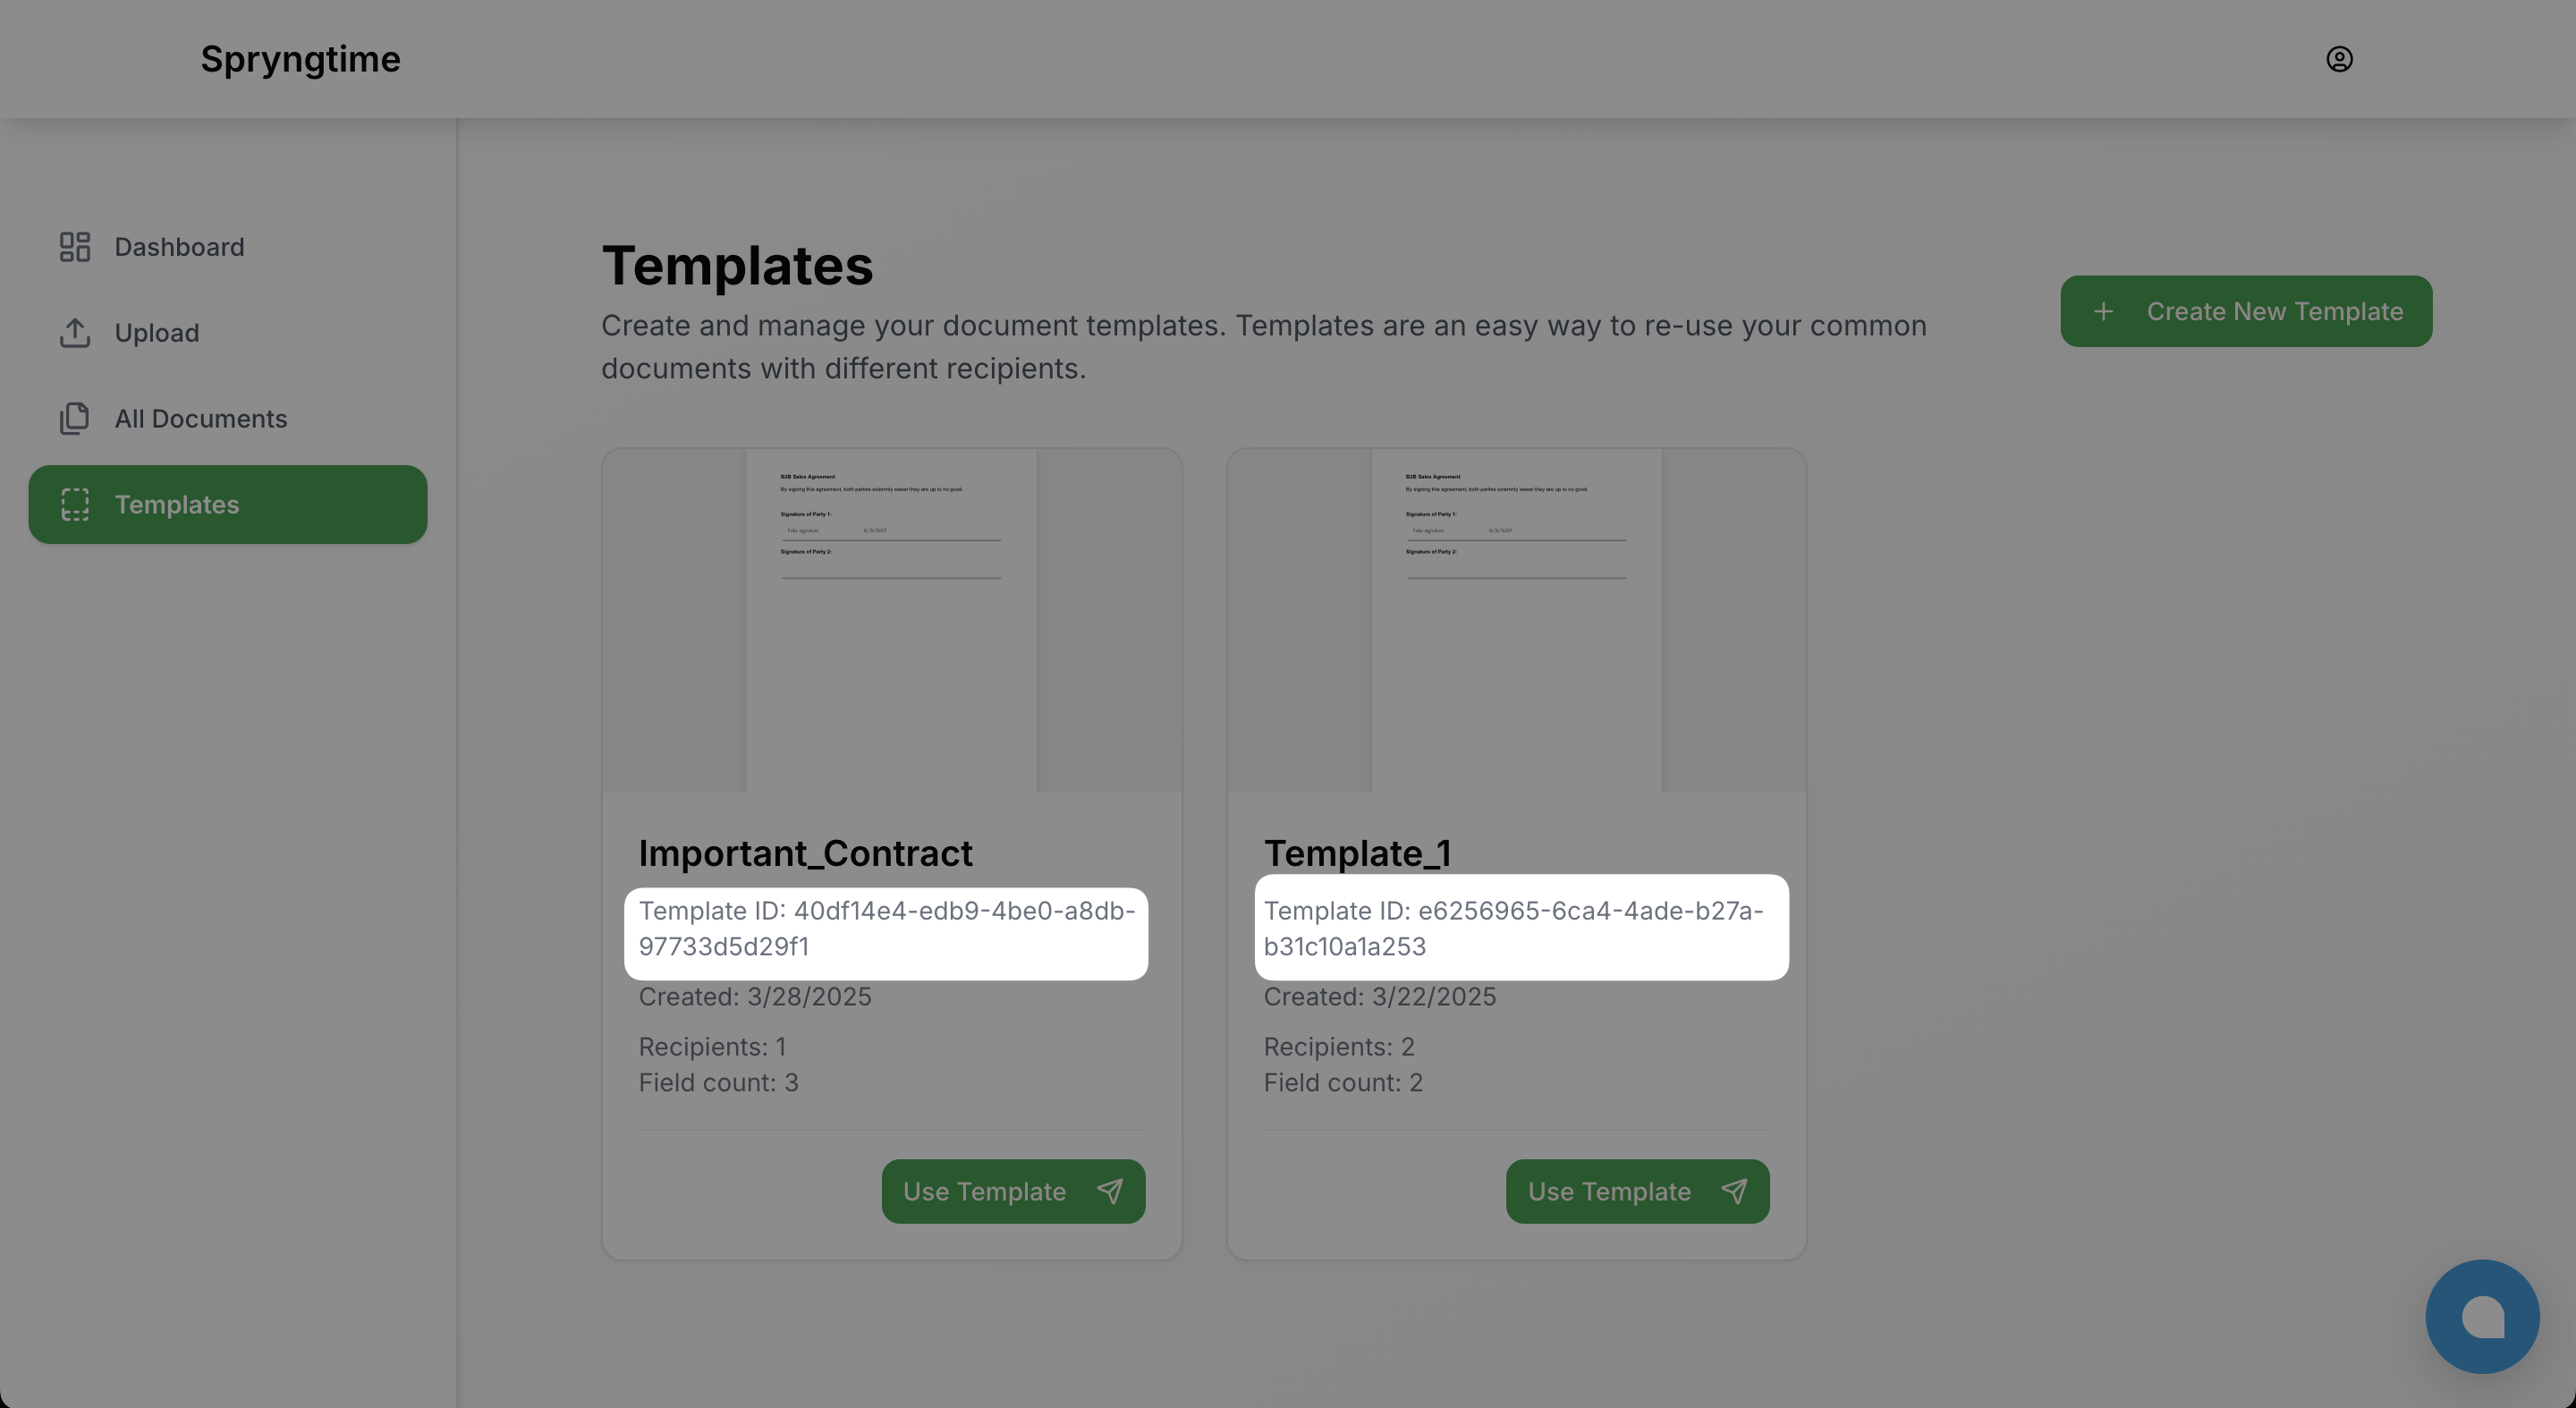 Spryngtime
Dashboard
Upload
All Documents
Templates
Templates
Create and manage your document templates. Templates are an easy way to re-use your common
documents with different recipients.
+ Create New Template
B2B Sales Agreement
By signing this agreement, both parties solemnly swear they are up to no good.
Signature of Party 1:
Signature of Party 2:
Important_Contract
Template ID: 40df14e4-edb9-4be0-a8db-
97733d5d29f1
Created: 3/28/2025
Recipients: 1
Field count: 3
Use Template
B2B Sales Agreement
By signing this agreement, both parties solemnly swear they are up to no good.
Signature of Party 1:
Signature of Party 2:
Template_1
Template ID: e6256965-6ca4-4ade-b27a-
b31c10a1a253
Created: 3/22/2025
Recipients: 2
Field count: 2
Use Template